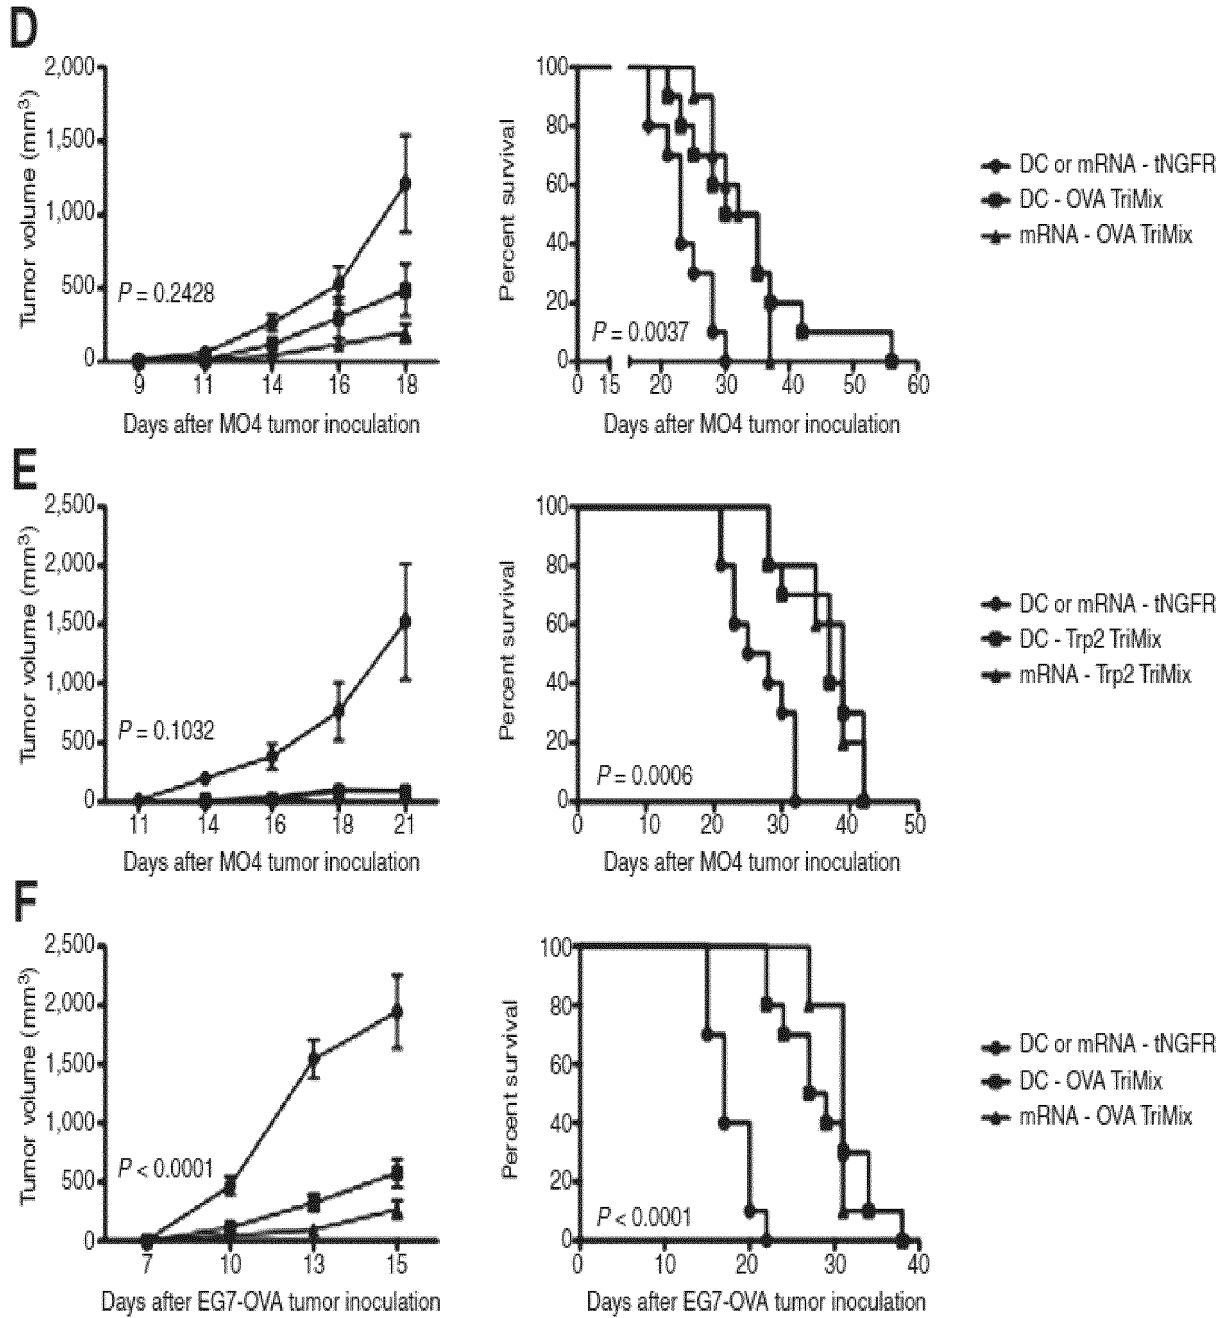 D
Tumor volume (mm³)
2,000
1,500
1,000
500
0
P = 0.2428
9 11 14 16 18
Days after MO4 tumor inoculation
Percent survival
100
80
60
40
20
0
P = 0.0037
0 15 20 30 40 50 60
Days after MO4 tumor inoculation
DC or mRNA - tNGFR
DC - OVA TriMix
mRNA - OVA TriMix
E
Tumor volume (mm³)
2,500
2,000
1,500
1,000
500
0
P = 0.1032
11 14 16 18 21
Days after MO4 tumor inoculation
Percent survival
100
80
60
40
20
0
P = 0.0006
0 10 20 30 40 50
Days after MO4 tumor inoculation
DC or mRNA - tNGFR
DC - Trp2 TriMix
mRNA - Trp2 TriMix
F
Tumor volume (mm³)
2,500
2,000
1,500
1,000
500
0
P < 0.0001
7 10 13 15
Days after EG7-OVA tumor inoculation
Percent survival
100
80
60
40
20
0
P < 0.0001
0 10 20 30 40
Days after EG7-OVA tumor inoculation
DC or mRNA - tNGFR
DC - OVA TriMix
mRNA - OVA TriMix